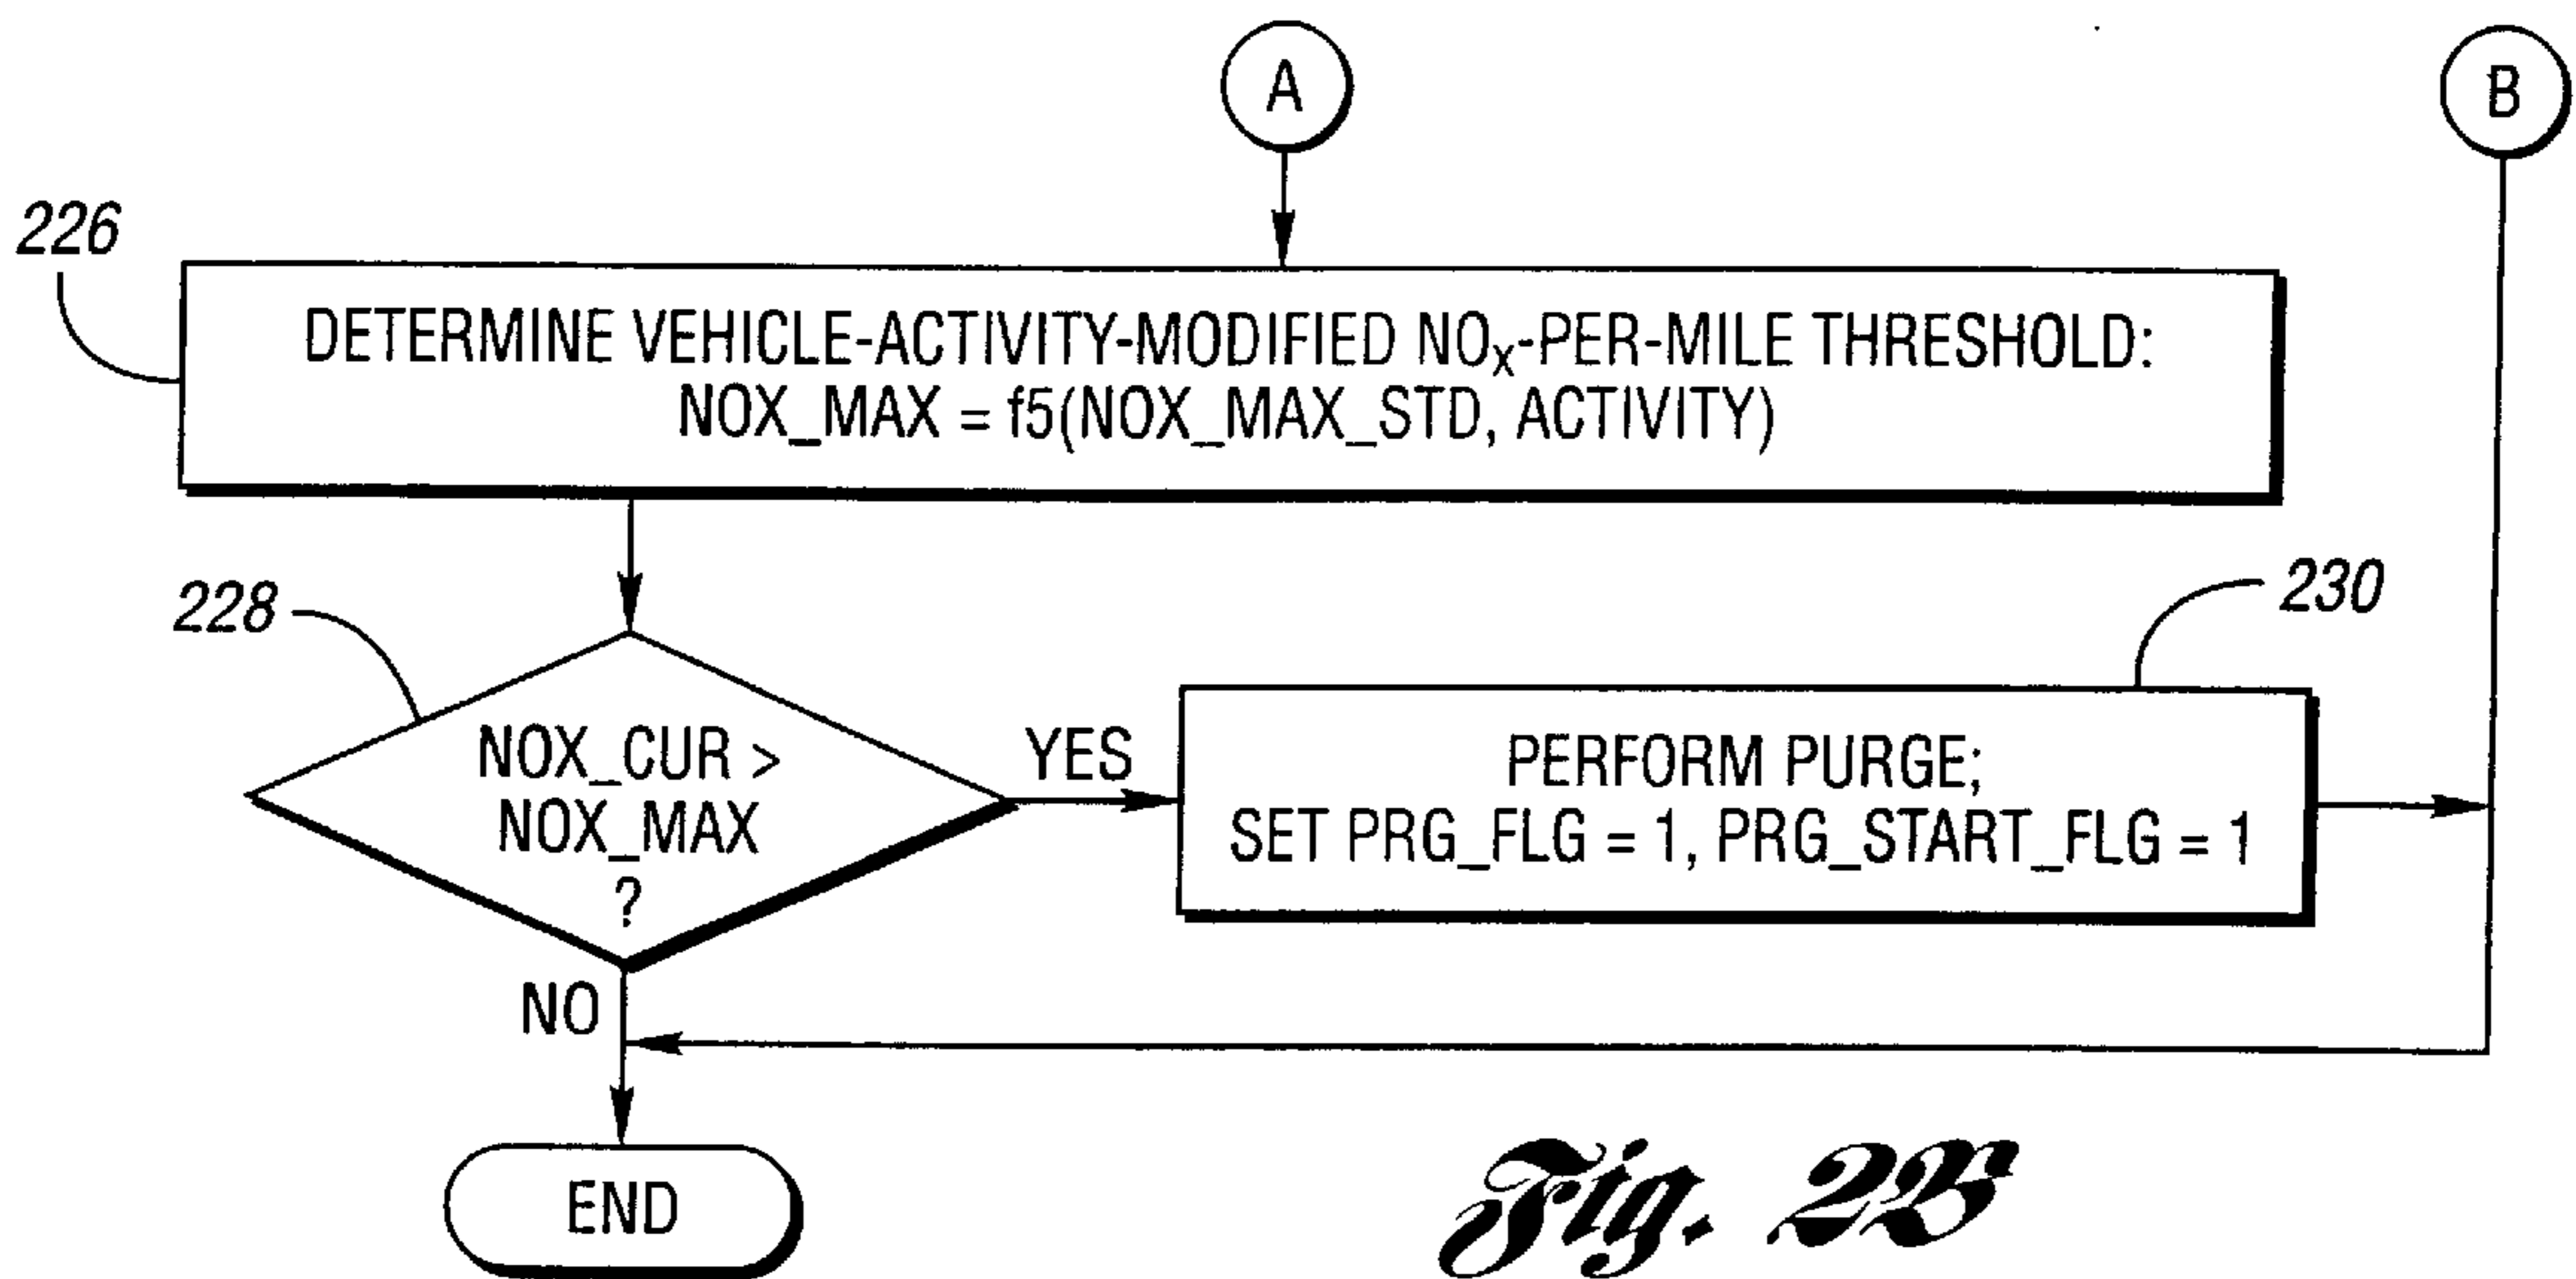 A
B
226
DETERMINE VEHICLE-ACTIVITY-MODIFIED NOX-PER-MILE THRESHOLD:
NOX_MAX = f5(NOX_MAX_STD, ACTIVITY)
228
230
NOX_CUR >
NOX_MAX
?
YES
PERFORM PURGE;
SET PRG_FLG = 1, PRG_START_FLG = 1
NO
END
Fig. 2B